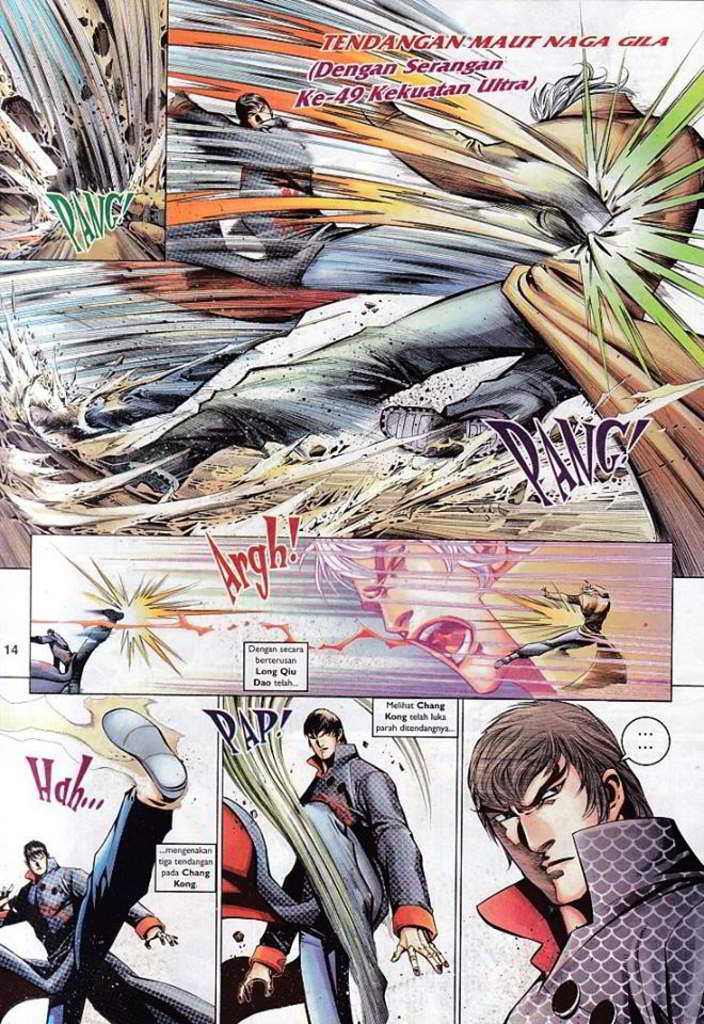 TENDANGAN MAUT NAGA GILA
(Dengan Serangan
Ke-49 Kekuatan Ultra)
PANG!
PANG!
Argh!
Dengan secara
berterusan
Long Qiu
Dao telah...
14
Hah...
...mengenakan
tiga tendangan
pada Chang
Kong.
PAP!
Melihat Chang
Kong telah luka
parah ditendangnya...
...
...